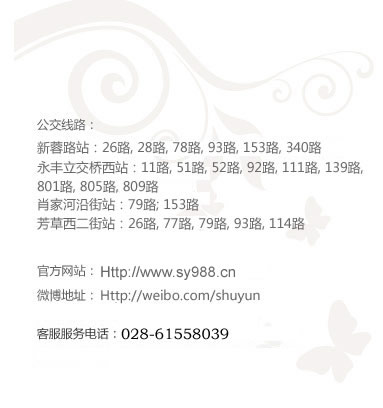 公交线路：
新蓉路站：26路, 28路, 78路, 93路, 153路, 340路
永丰立交桥西站：11路, 51路, 52路, 92路, 111路, 139路,
801路, 805路, 809路
肖家河沿街站：79路; 153路
芳草西二街站：26路, 77路, 79路, 93路, 114路
官方网站： Http://www.sy988.cn
微博地址： Http://weibo.com/shuyun
客服服务电话：028-61558039